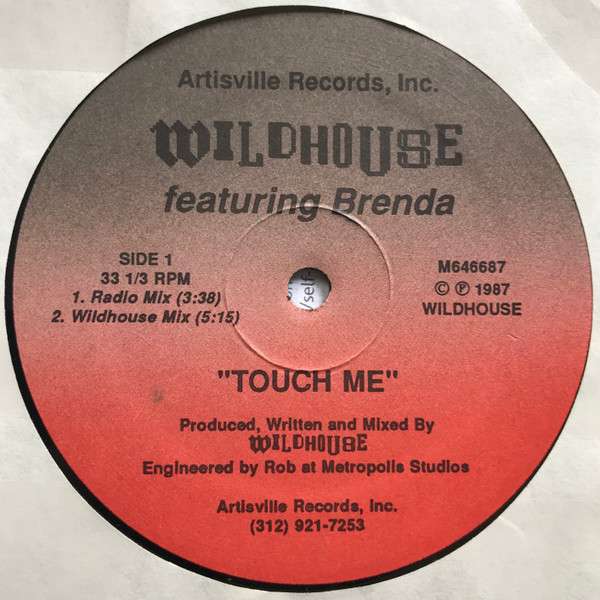 Artisville Records, Inc.
WILDHOUSE
featuring Brenda
SIDE 1
33 1/3 RPM
1. Radio Mix (3:38)
2. Wildhouse Mix (5:15)
M646687
© ℗ 1987
WILDHOUSE
/self-
"TOUCH ME"
Produced, Written and Mixed By
WILDHOUSE
Engineered by Rob at Metropolis Studios
Artisville Records, Inc.
(312) 921-7253